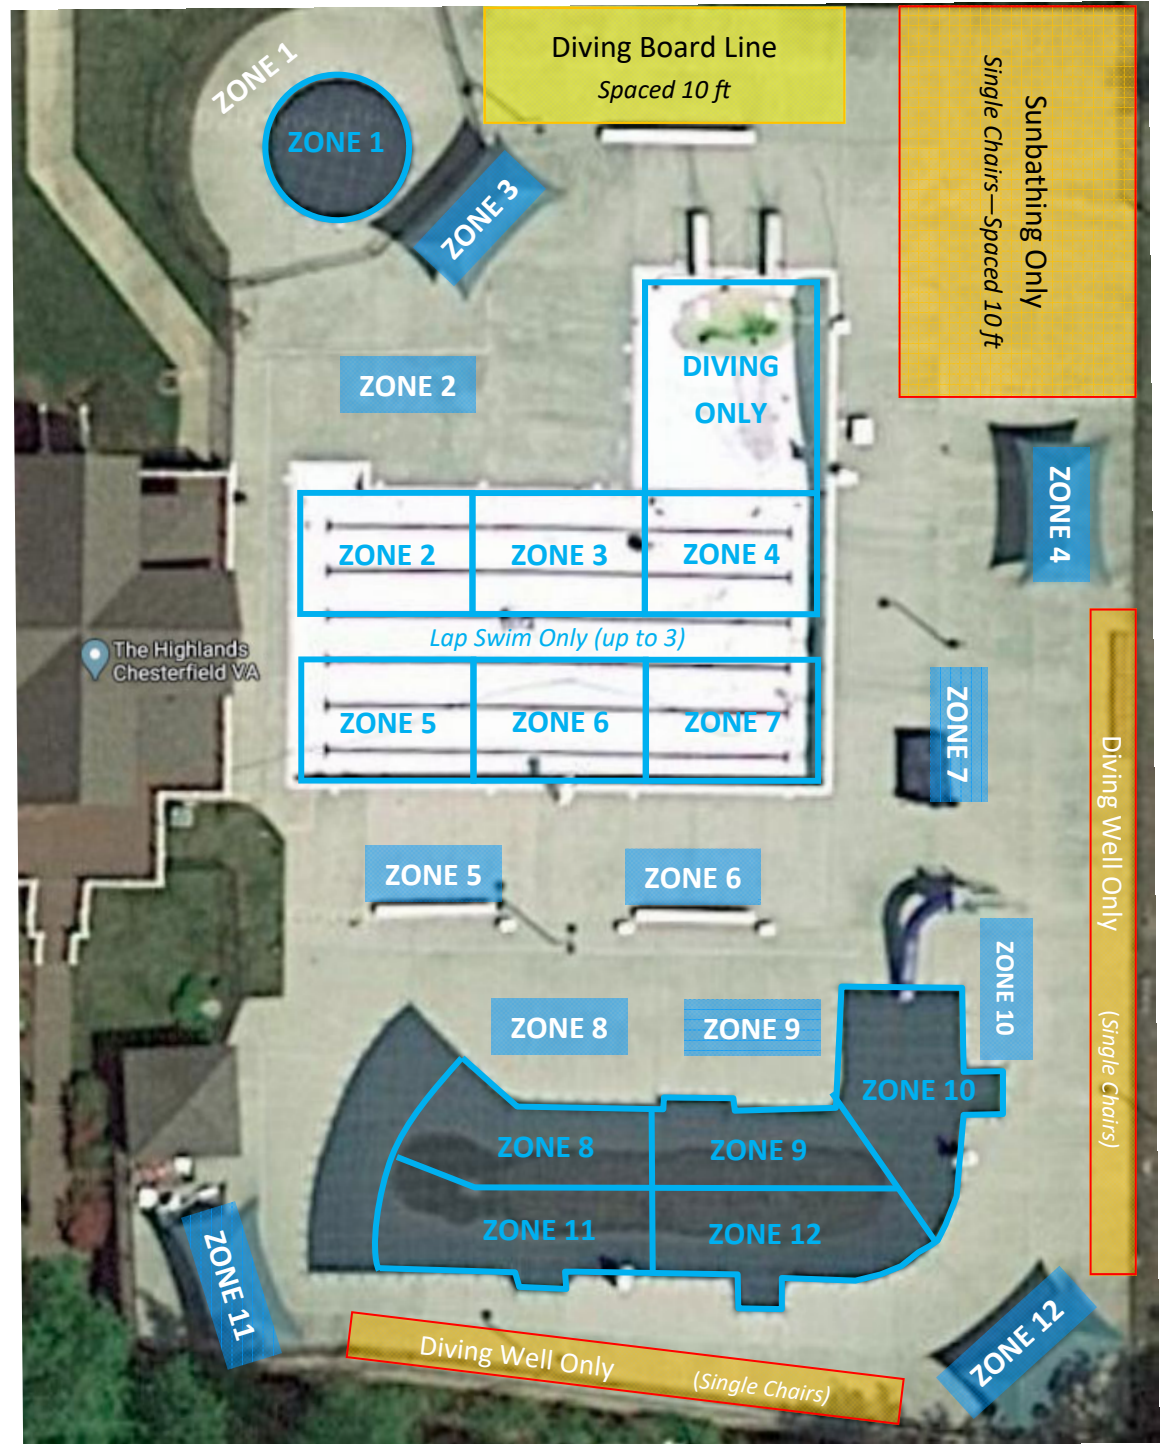 Diving Board Line
Spaced 10 ft
Sunbathing Only
Single Chairs—Spaced 10 ft
ZONE 1
ZONE 1
ZONE 3
ZONE 2
DIVING
ONLY
ZONE 4
ZONE 2
ZONE 3
ZONE 4
Lap Swim Only (up to 3)
The Highlands
Chesterfield VA
ZONE 5
ZONE 6
ZONE 7
ZONE 7
Diving Well Only
(Single Chairs)
ZONE 5
ZONE 6
ZONE 10
ZONE 8
ZONE 9
ZONE 10
ZONE 8
ZONE 9
ZONE 11
ZONE 12
ZONE 11
ZONE 12
Diving Well Only
(Single Chairs)